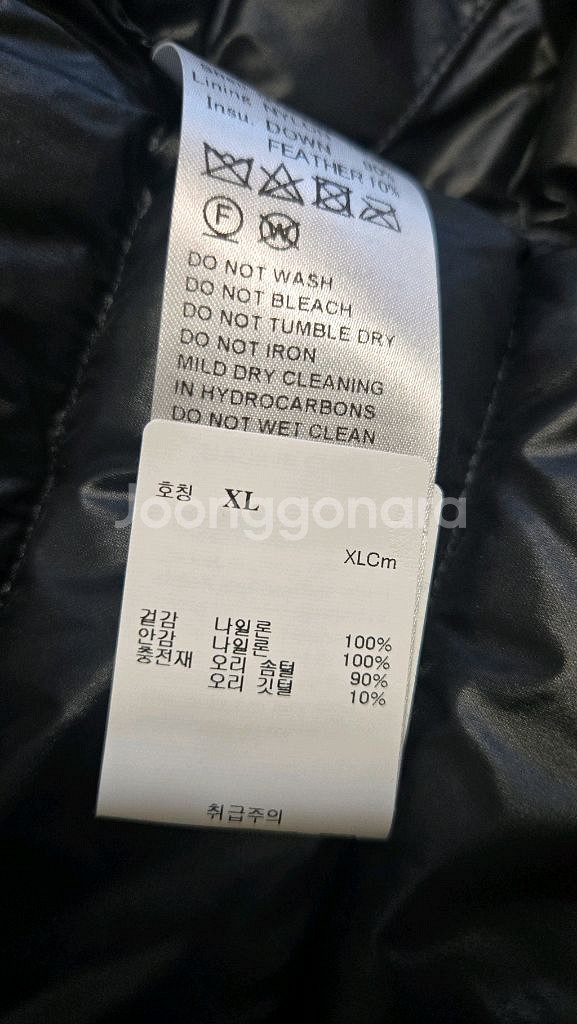 Lining NYLON
Insu. DOWN 90%
FEATHER 10%
F
W
DO NOT WASH
DO NOT BLEACH
DO NOT TUMBLE DRY
DO NOT IRON
MILD DRY CLEANING
IN HYDROCARBONS
DO NOT WET CLEAN
호칭 XL
Joonggonara
XLCm
겉감 나일론 100%
안감 나일론 100%
충전재 오리 솜털 90%
오리 깃털 10%
취급주의